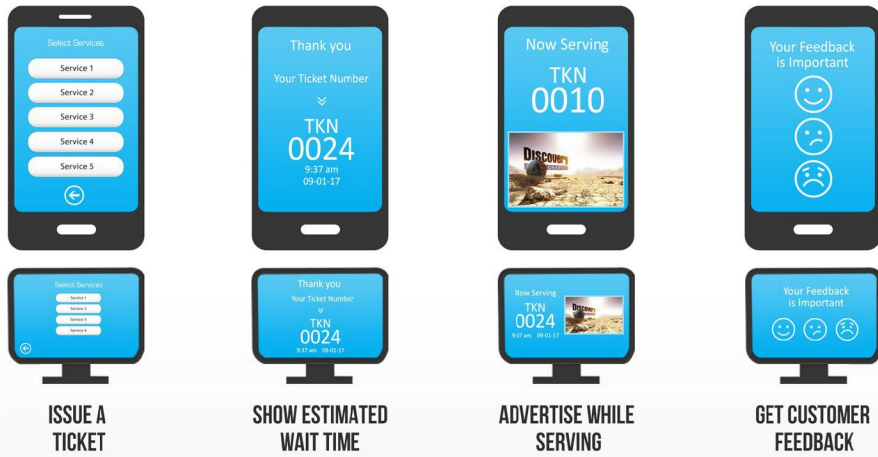 Select Services
Service 1
Service 2
Service 3
Service 4
Service 5
Thank you
Your Ticket Number
TKN
0024
9:37 am
09-01-17
Now Serving
TKN
0010
Discovery
CHANNEL
Your Feedback
is Important
Select Services
Service 1
Service 2
Service 3
Service 4
Thank you
Your Ticket Number
TKN
0024
9:37 am 09-01-17
Now Serving
TKN
0024
9:37 am 09-01-17
Your Feedback
is Important
ISSUE A
TICKET
SHOW ESTIMATED
WAIT TIME
ADVERTISE WHILE
SERVING
GET CUSTOMER
FEEDBACK